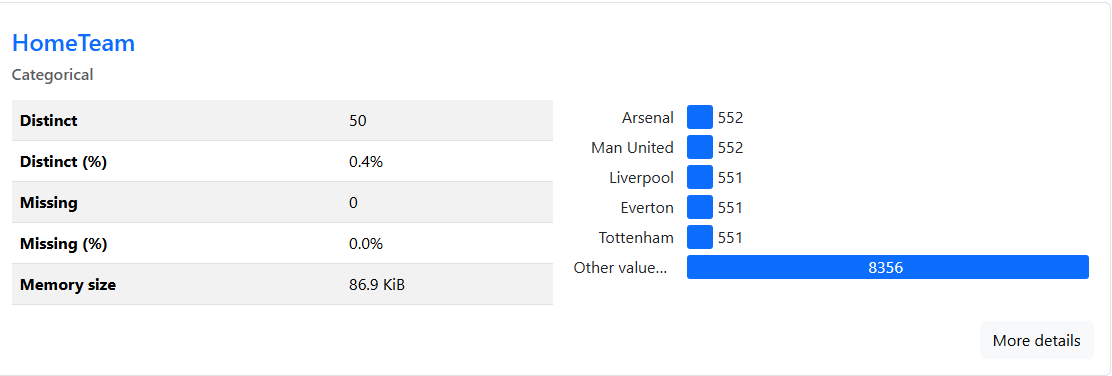 HomeTeam
Categorical
Distinct 50
Distinct (%) 0.4%
Missing 0
Missing (%) 0.0%
Memory size 86.9 KiB
Arsenal 552
Man United 552
Liverpool 551
Everton 551
Tottenham 551
Other value... 8356
More details